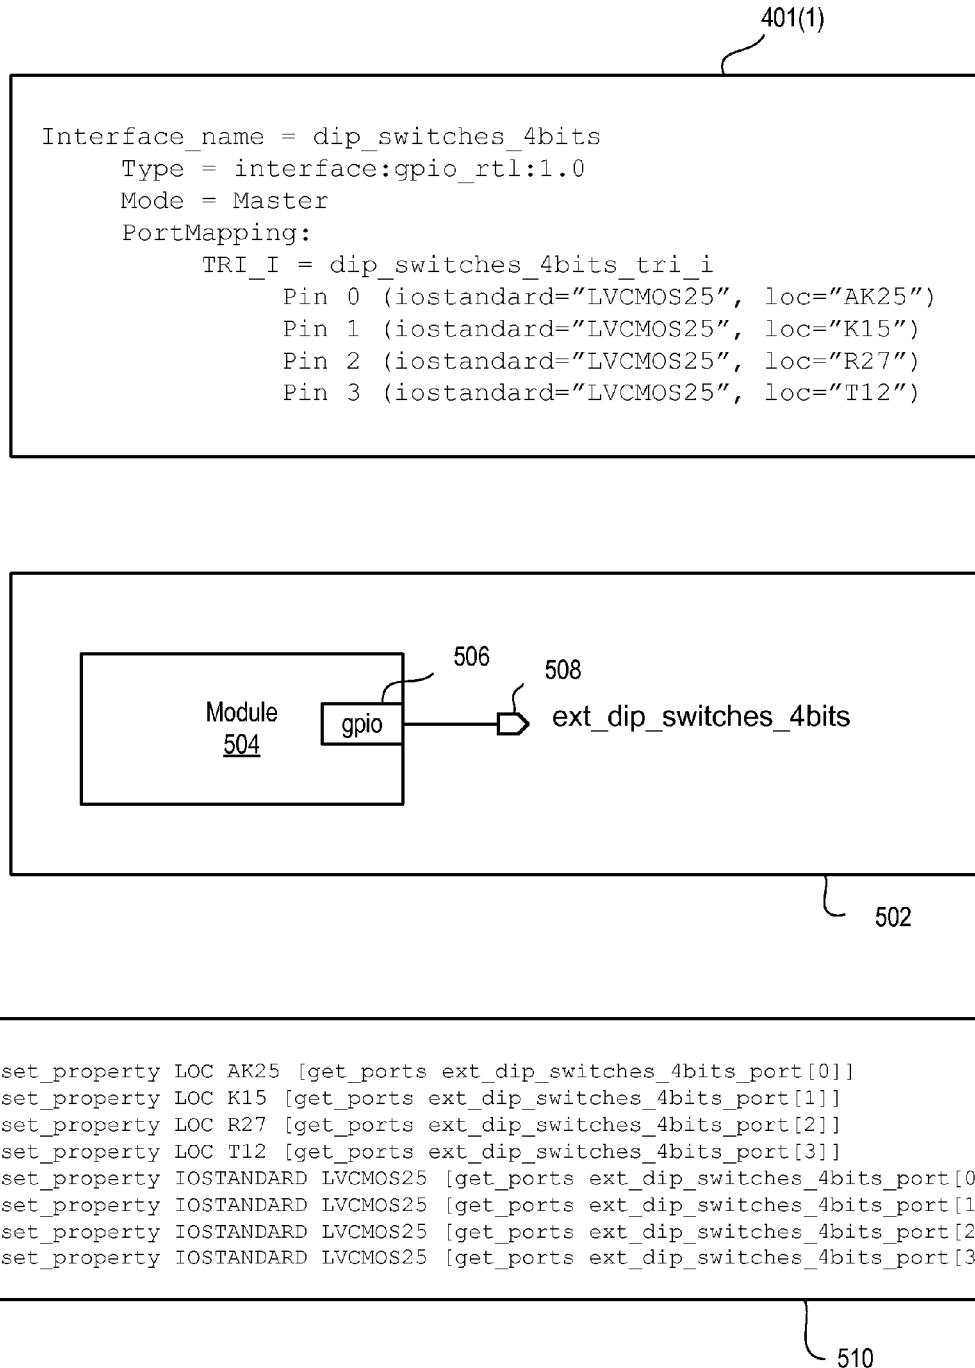 401(1)
Interface_name = dip_switches_4bits
Type = interface:gpio_rtl:1.0
Mode = Master
PortMapping:
TRI_I = dip_switches_4bits_tri_i
Pin 0 (iostandard="LVCMOS25", loc="AK25")
Pin 1 (iostandard="LVCMOS25", loc="K15")
Pin 2 (iostandard="LVCMOS25", loc="R27")
Pin 3 (iostandard="LVCMOS25", loc="T12")
506
508
Module
504
gpio
ext_dip_switches_4bits
502
set_property LOC AK25 [get_ports ext_dip_switches_4bits_port[0]]
set_property LOC K15 [get_ports ext_dip_switches_4bits_port[1]]
set_property LOC R27 [get_ports ext_dip_switches_4bits_port[2]]
set_property LOC T12 [get_ports ext_dip_switches_4bits_port[3]]
set_property IOSTANDARD LVCMOS25 [get_ports ext_dip_switches_4bits_port[0
set_property IOSTANDARD LVCMOS25 [get_ports ext_dip_switches_4bits_port[1
set_property IOSTANDARD LVCMOS25 [get_ports ext_dip_switches_4bits_port[2
set_property IOSTANDARD LVCMOS25 [get_ports ext_dip_switches_4bits_port[3
510